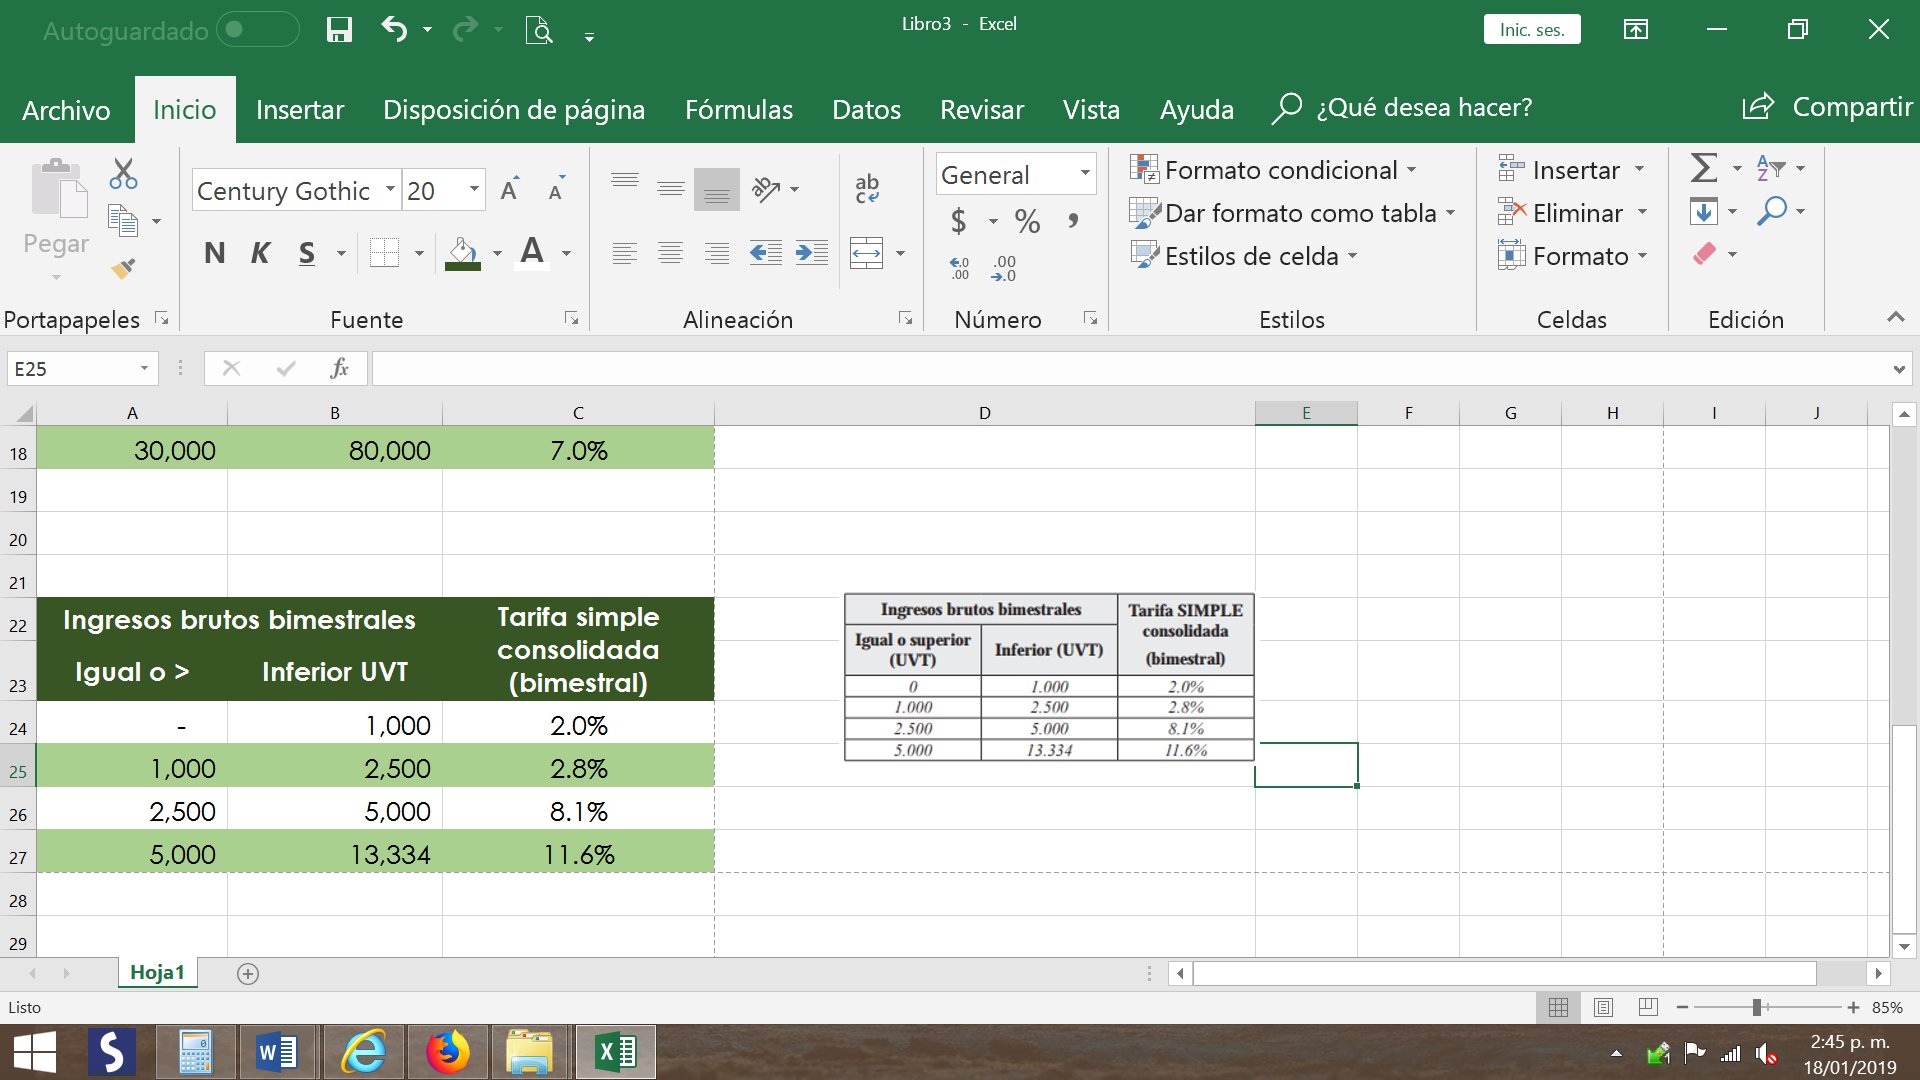 Autoguardado
Libro3 - Excel
Inic. ses.
Archivo Inicio Insertar Disposición de página Fórmulas Datos Revisar Vista Ayuda ¿Qué desea hacer? Compartir
Pegar
Century Gothic 20 A A
N K S A
ab
ab c
General
$ % ,
,0 ,00
,00 ,0
Formato condicional
Dar formato como tabla
Estilos de celda
Insertar
Eliminar
Formato
Σ A Z
Portapapeles Fuente Alineación Número Estilos Celdas Edición
E25 fx
A B C D E F G H I J
18 30,000 80,000 7.0%
19
20
21
22 Ingresos brutos bimestrales Tarifa simple
consolidada
23 Igual o > Inferior UVT (bimestral)
24 - 1,000 2.0%
25 1,000 2,500 2.8%
26 2,500 5,000 8.1%
27 5,000 13,334 11.6%
28
29
Ingresos brutos bimestrales Tarifa SIMPLE
consolidada
(bimestral)
Igual o superior
(UVT)
Inferior (UVT)
0 1.000 2.0%
1.000 2.500 2.8%
2.500 5.000 8.1%
5.000 13.334 11.6%
Hoja1
Listo 85%
2:45 p. m.
18/01/2019